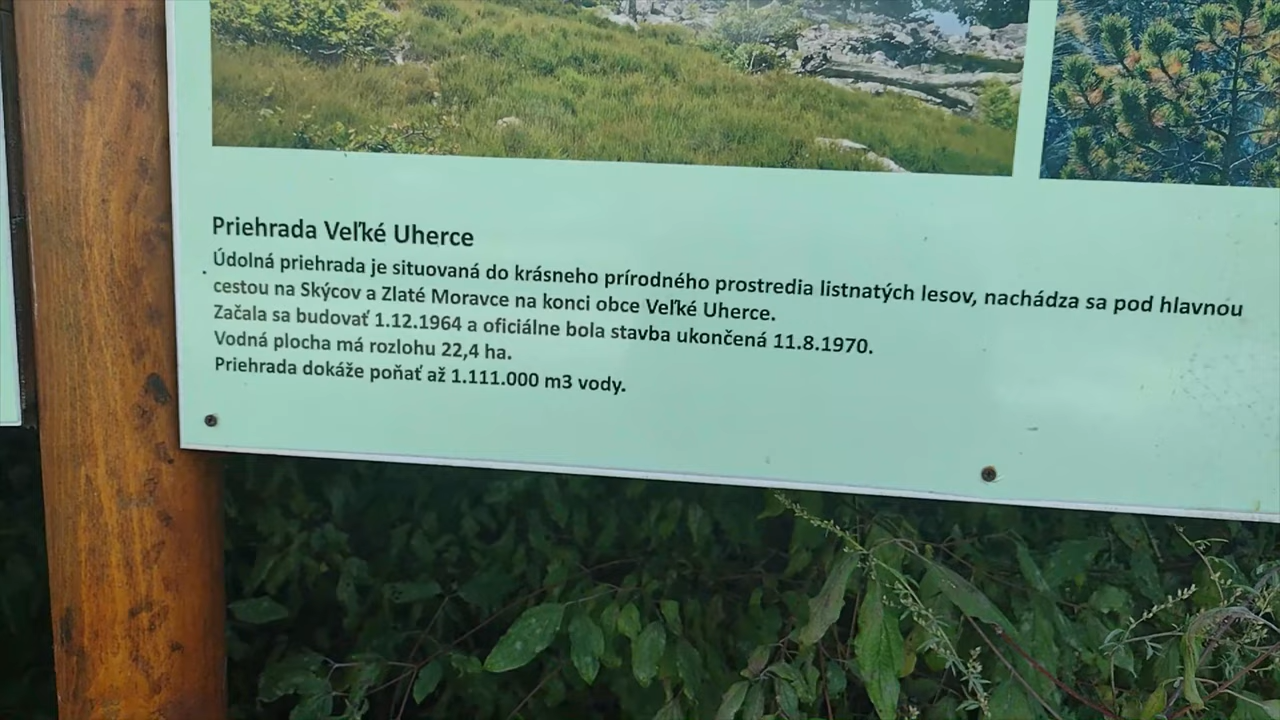 Priehrada Veľké Uherce
Údolná priehrada je situovaná do krásneho prírodného prostredia listnatých lesov, nachádza sa pod hlavnou
cestou na Skýcov a Zlaté Moravce na konci obce Veľké Uherce.
Začala sa budovať 1.12.1964 a oficiálne bola stavba ukončená 11.8.1970.
Vodná plocha má rozlohu 22,4 ha.
Priehrada dokáže poňať až 1.111.000 m3 vody.